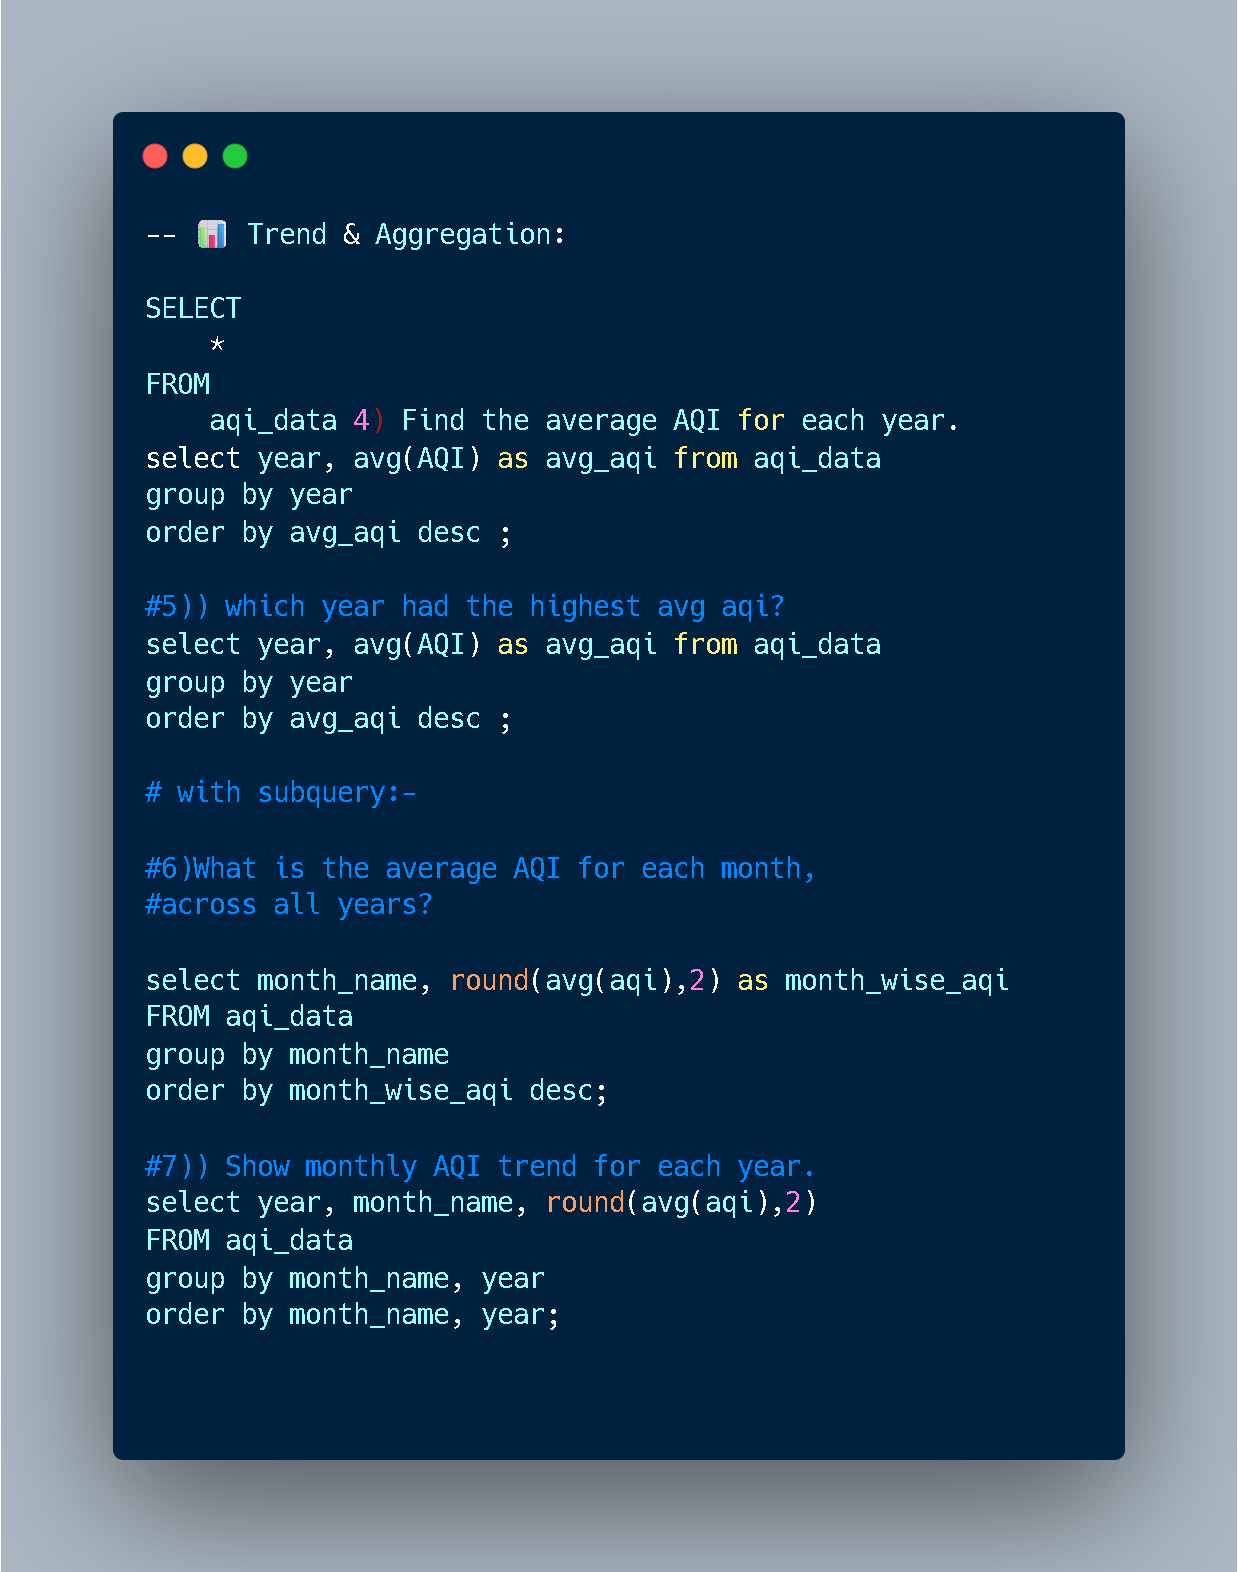 -- 📊 Trend & Aggregation:
SELECT
*
FROM
aqi_data 4) Find the average AQI for each year.
select year, avg(AQI) as avg_aqi from aqi_data
group by year
order by avg_aqi desc ;
#5)) which year had the highest avg aqi?
select year, avg(AQI) as avg_aqi from aqi_data
group by year
order by avg_aqi desc ;
# with subquery:-
#6)What is the average AQI for each month,
#across all years?
select month_name, round(avg(aqi),2) as month_wise_aqi
FROM aqi_data
group by month_name
order by month_wise_aqi desc;
#7)) Show monthly AQI trend for each year.
select year, month_name, round(avg(aqi),2)
FROM aqi_data
group by month_name, year
order by month_name, year;